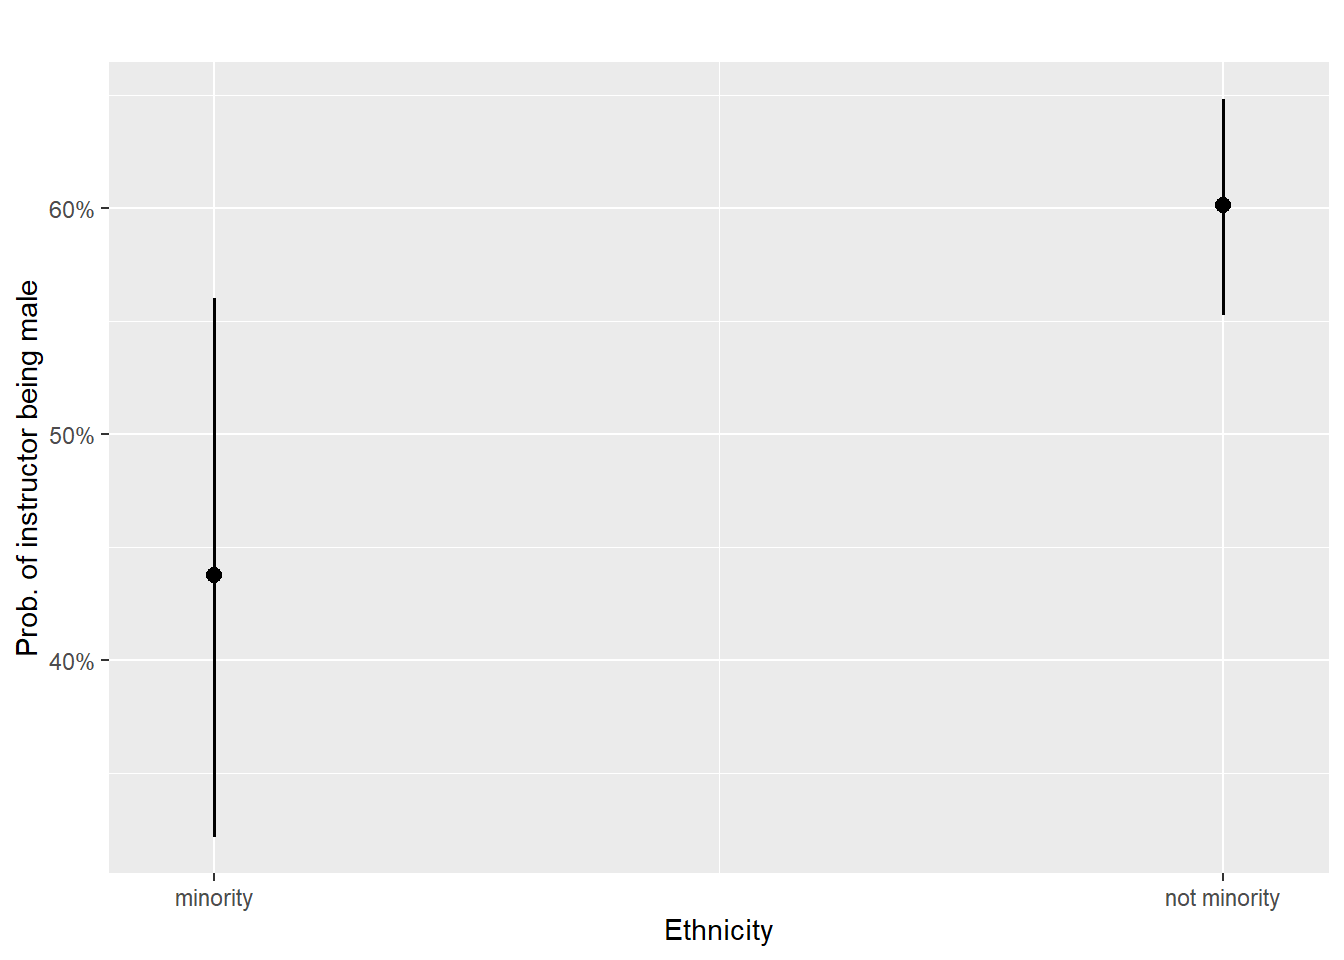 Prob. of instructor being male
60%
50%
40%
minority
not minority
Ethnicity